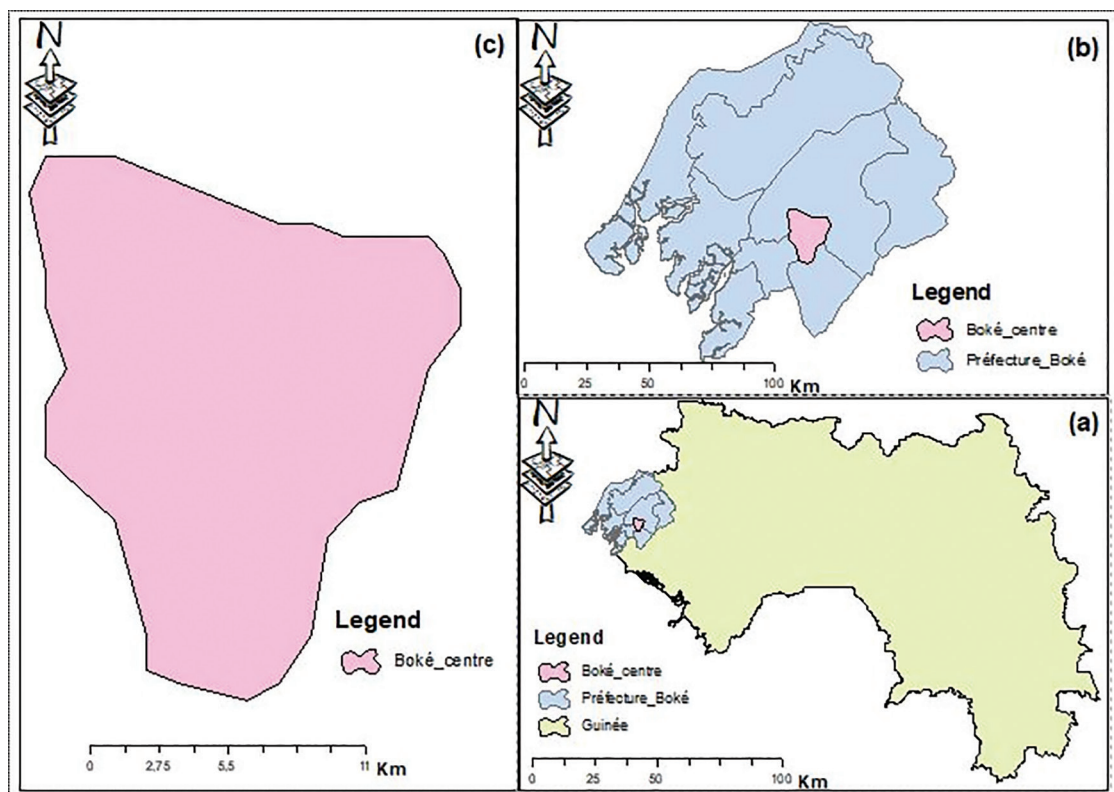 N
(c)
Legend
Boké_centre
0 2,75 5,5 11 Km
N
(b)
Legend
Boké_centre
Préfecture_Boké
0 25 50 100 Km
N
(a)
Legend
Boké_centre
Préfecture_Boké
Guinée
0 25 50 100 Km